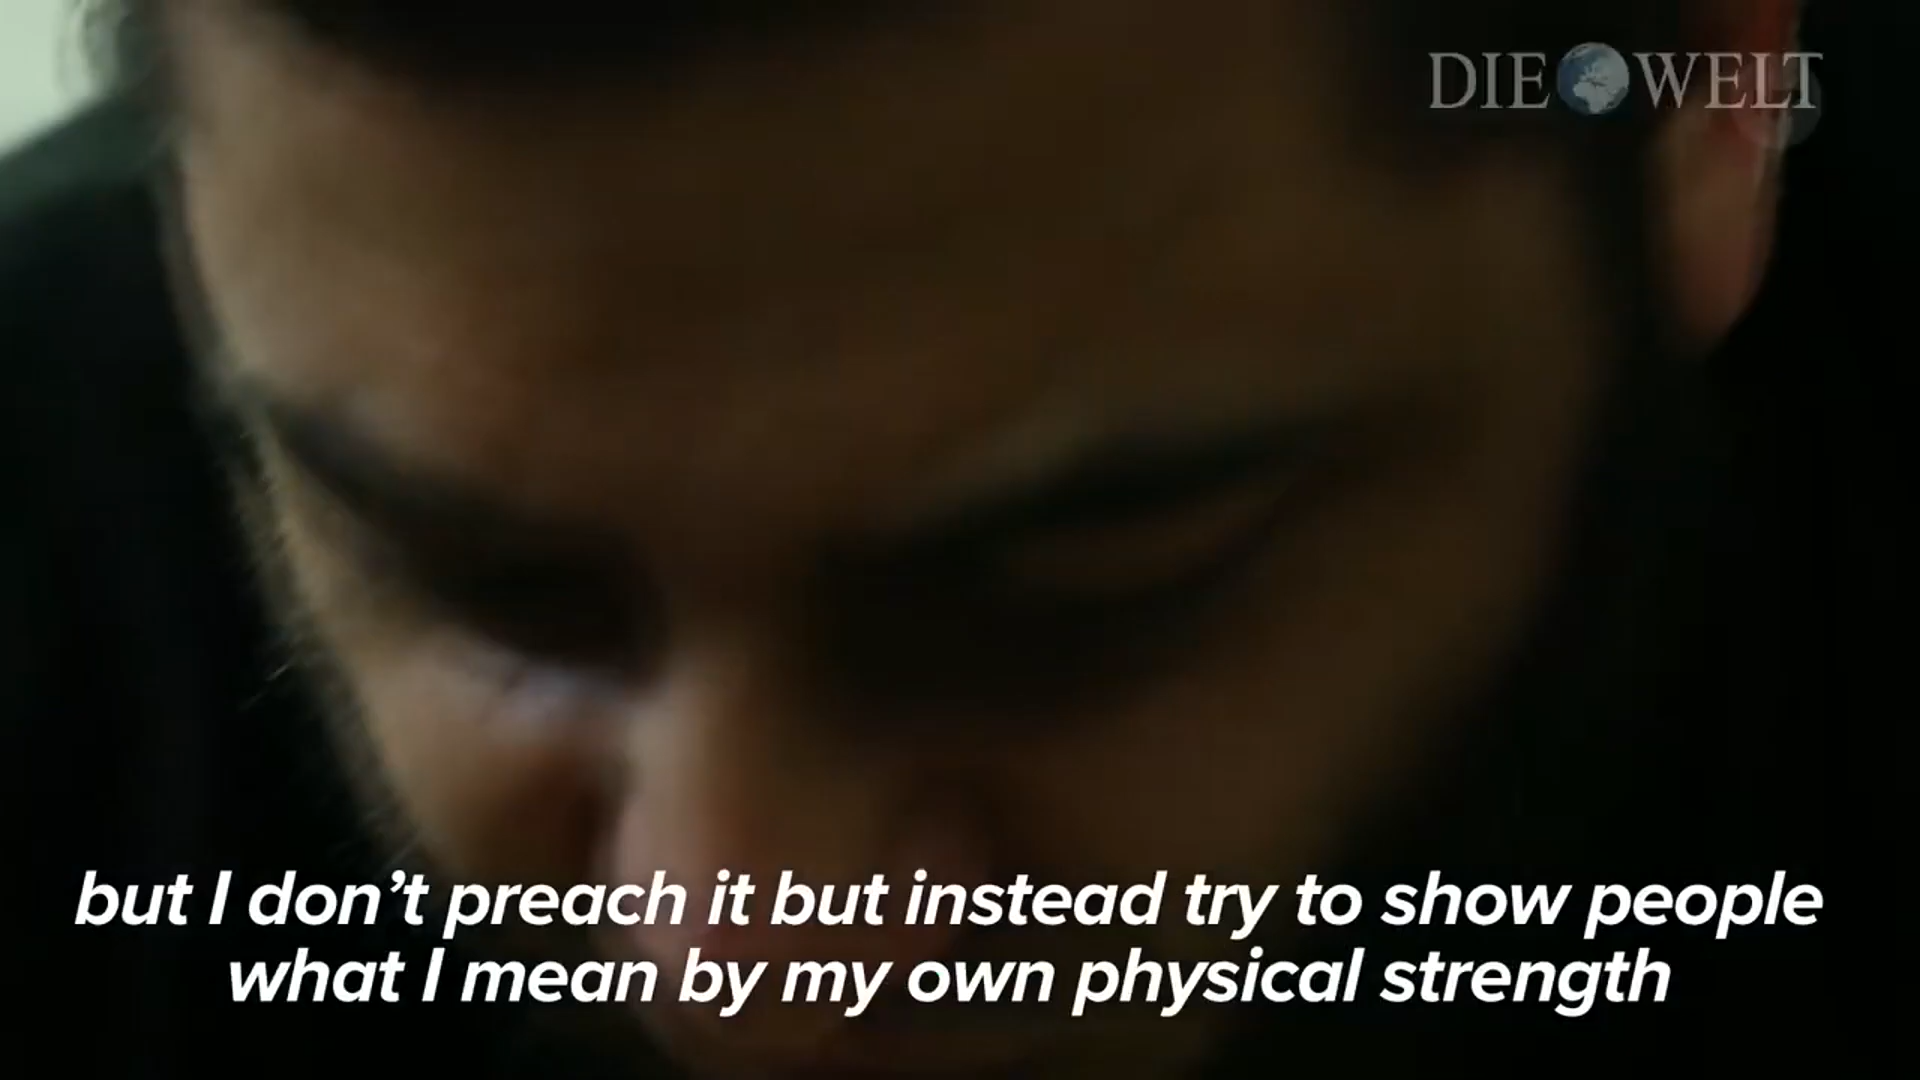 DIE WELT
but I don’t preach it but instead try to show people
what I mean by my own physical strength